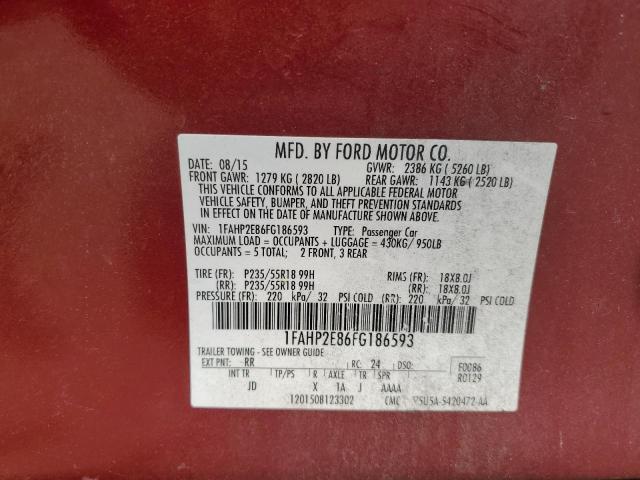 MFD. BY FORD MOTOR CO.
DATE: 08/15 GVWR: 2386 KG ( 5260 LB)
FRONT GAWR: 1279 KG ( 2820 LB) REAR GAWR: 1143 KG ( 2520 LB)
THIS VEHICLE CONFORMS TO ALL APPLICABLE FEDERAL MOTOR
VEHICLE SAFETY, BUMPER, AND THEFT PREVENTION STANDARDS
IN EFFECT ON THE DATE OF MANUFACTURE SHOWN ABOVE.
VIN: 1FAHP2E86FG186593 TYPE: Passenger Car
MAXIMUM LOAD = OCCUPANTS + LUGGAGE = 430KG/ 950LB
OCCUPANTS = 5 TOTAL; 2 FRONT, 3 REAR
TIRE (FR): P235/55R18 99H RIMS (FR): 18X8.0J
(RR): P235/55R18 99H (RR): 18X8.0J
PRESSURE (FR): 220 kPa/ 32 PSI COLD (RR): 220 kPa/ 32 PSI COLD
1FAHP2E86FG186593
TRAILER TOWING - SEE OWNER GUIDE
EXT PNT: RR RC: 24 DSO: F0086
INT TR TP/PS R AXLE TR SPR R0129
JD X 1A J AAAA
1201508123302 CMC 5U5A-5420472-AA